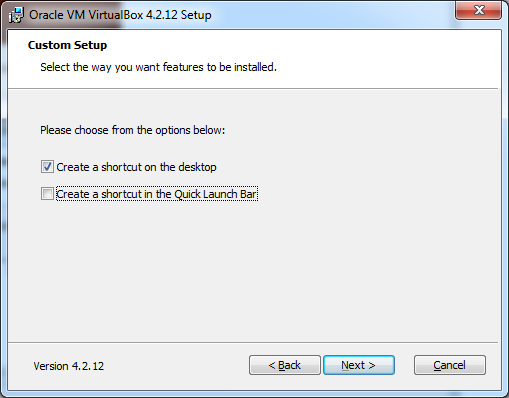 Oracle VM VirtualBox 4.2.12 Setup
Custom Setup
Select the way you want features to be installed.
Please choose from the options below:
Create a shortcut on the desktop
Create a shortcut in the Quick Launch Bar
Version 4.2.12
< Back
Next >
Cancel